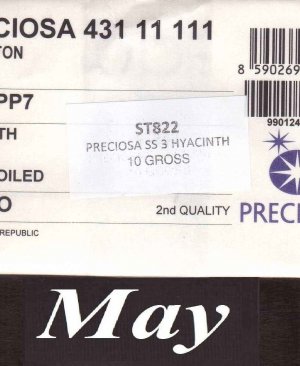 CIOSA 431 11 111
TON
8 590269
PP7
ST822
PRECIOSA SS 3 HYACINTH
10 GROSS
TH
990124
OILED
O
2nd QUALITY
PRECI
REPUBLIC
May